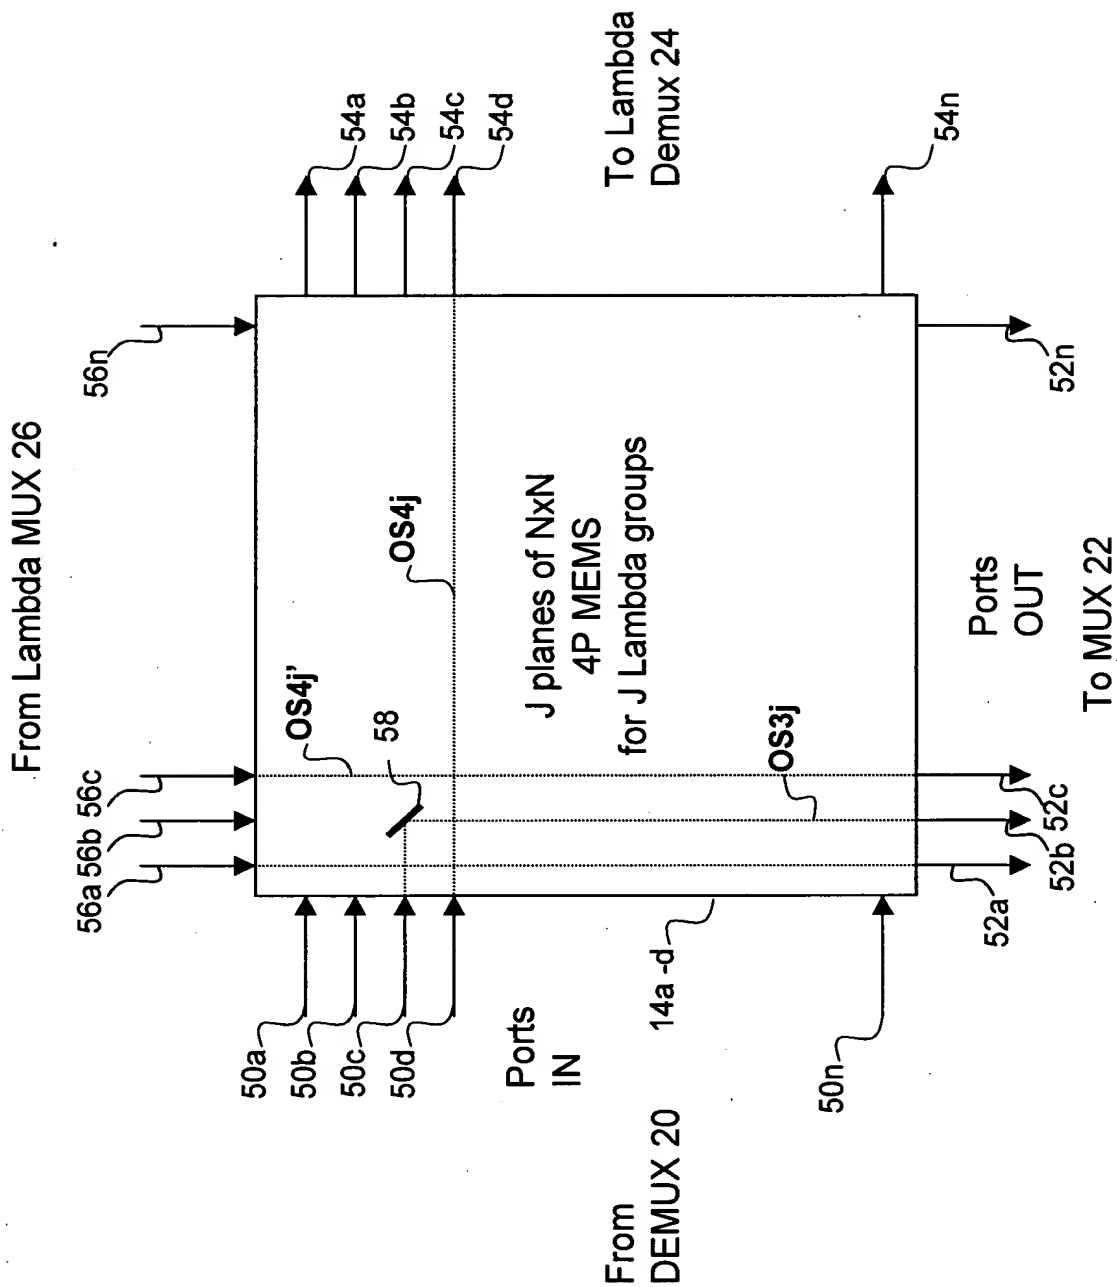 From Lambda MUX 26
56a
56b
56c
56n
54a
54b
54c
54d
To Lambda
Demux 24
54n
OS4j'
58
OS4j
J planes of NxN
4P MEMS
for J Lambda groups
OS3j
50a
50b
50c
50d
Ports
IN
14a -d
50n
From
DEMUX 20
52a
52b
52c
52n
Ports
OUT
To MUX 22